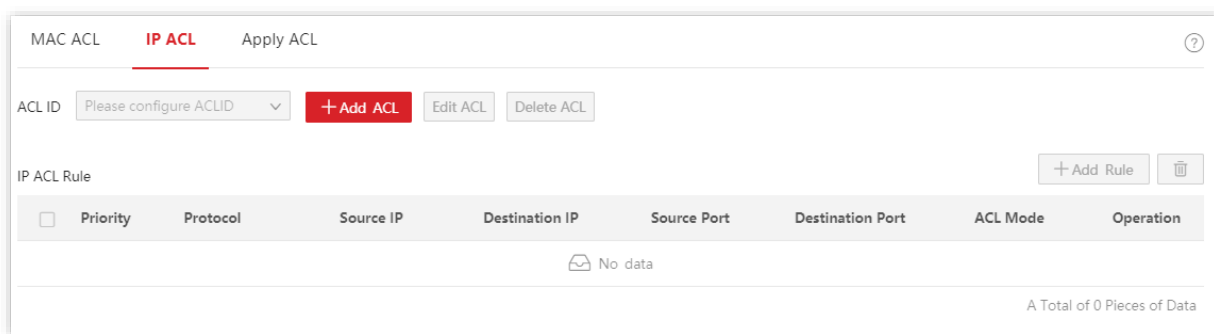 MAC ACL IP ACL Apply ACL ?
ACL ID Please configure ACLID + Add ACL Edit ACL Delete ACL
+ Add Rule
IP ACL Rule
Priority Protocol Source IP Destination IP Source Port Destination Port ACL Mode Operation
No data
A Total of 0 Pieces of Data